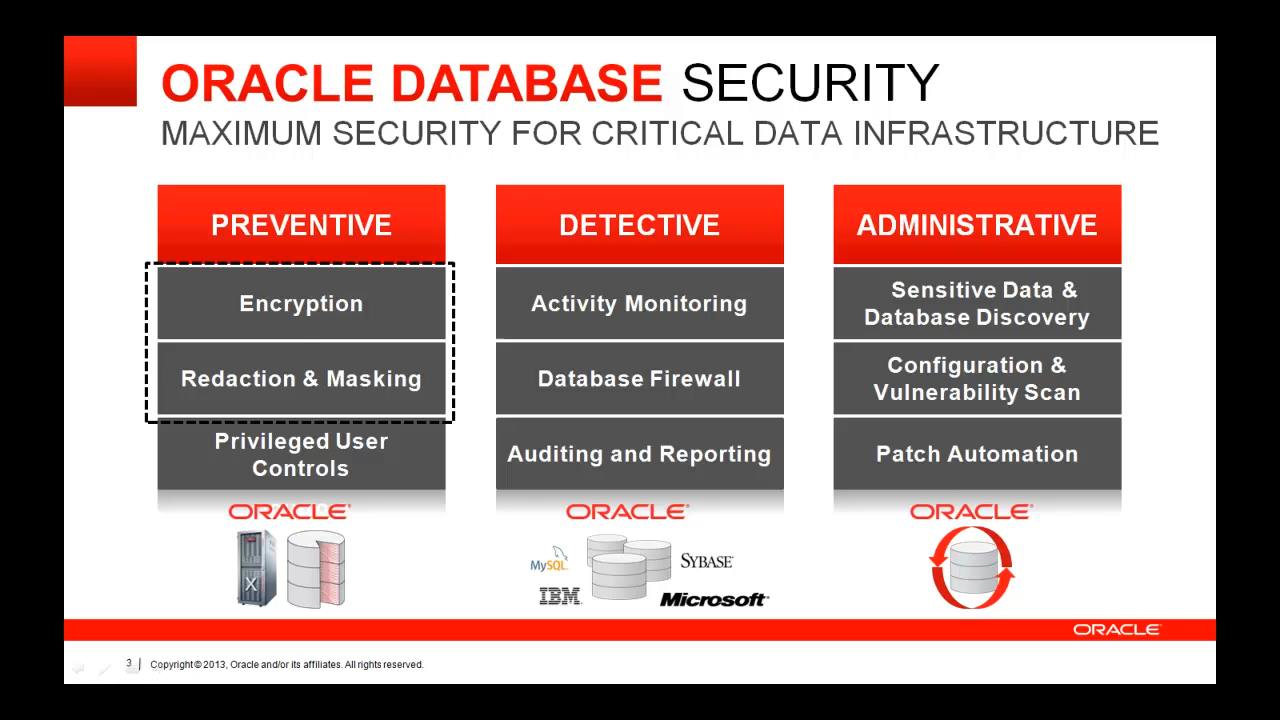 ORACLE DATABASE SECURITY
MAXIMUM SECURITY FOR CRITICAL DATA INFRASTRUCTURE
PREVENTIVE
Encryption
Redaction & Masking
Privileged User
Controls
ORACLE
X
DETECTIVE
Activity Monitoring
Database Firewall
Auditing and Reporting
ORACLE
MySQL
SYBASE
IBM
Microsoft
ADMINISTRATIVE
Sensitive Data &
Database Discovery
Configuration &
Vulnerability Scan
Patch Automation
ORACLE
ORACLE
3 | Copyright © 2013, Oracle and/or its affiliates. All rights reserved.